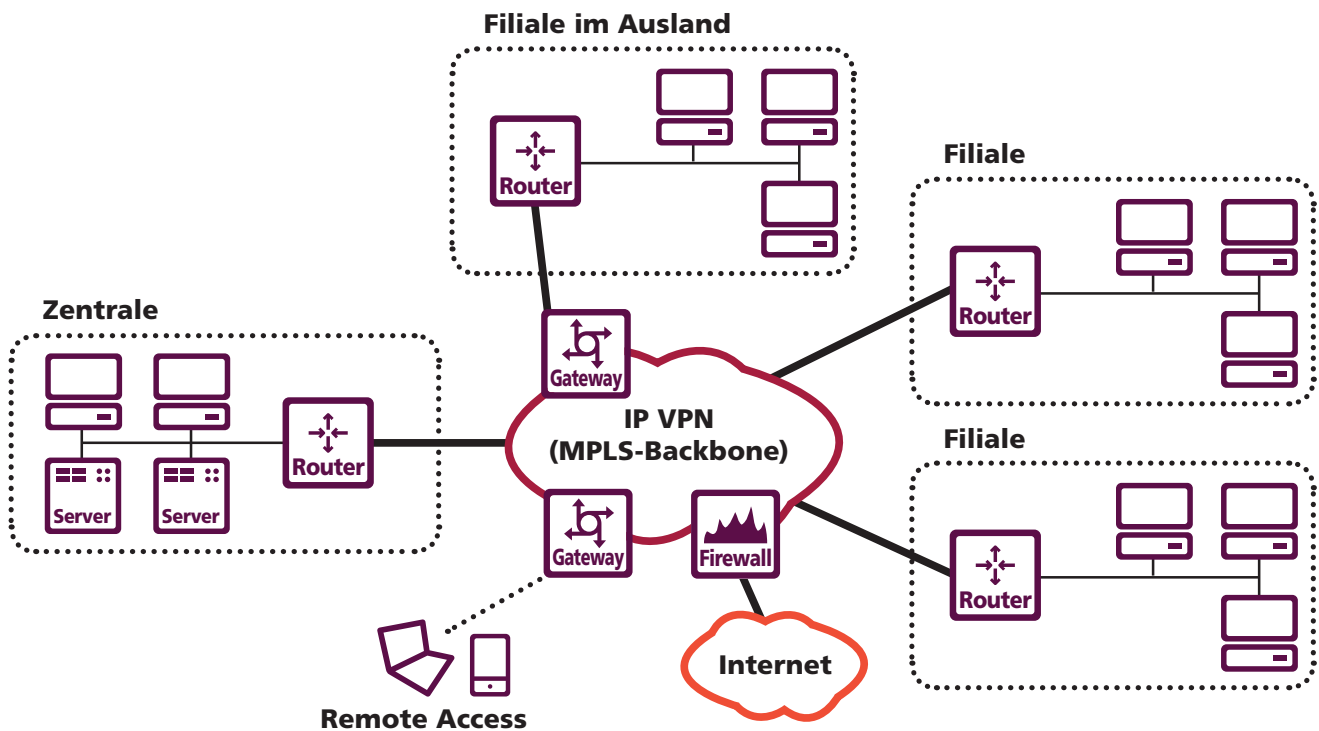 Filiale im Ausland
Router
Filiale
Router
Zentrale
Gateway
Router
Server
Server
IP VPN
(MPLS-Backbone)
Filiale
Router
Gateway
Firewall
Internet
Remote Access